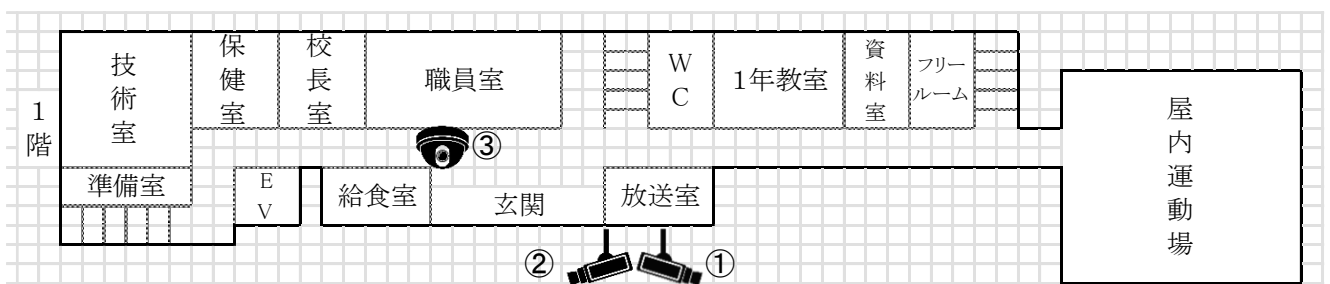 1階
技術室
準備室
保健室
校長室
職員室
WC
1年教室
資料室
フリー
ルーム
屋内運動場
③
EV
給食室
玄関
放送室
②
①